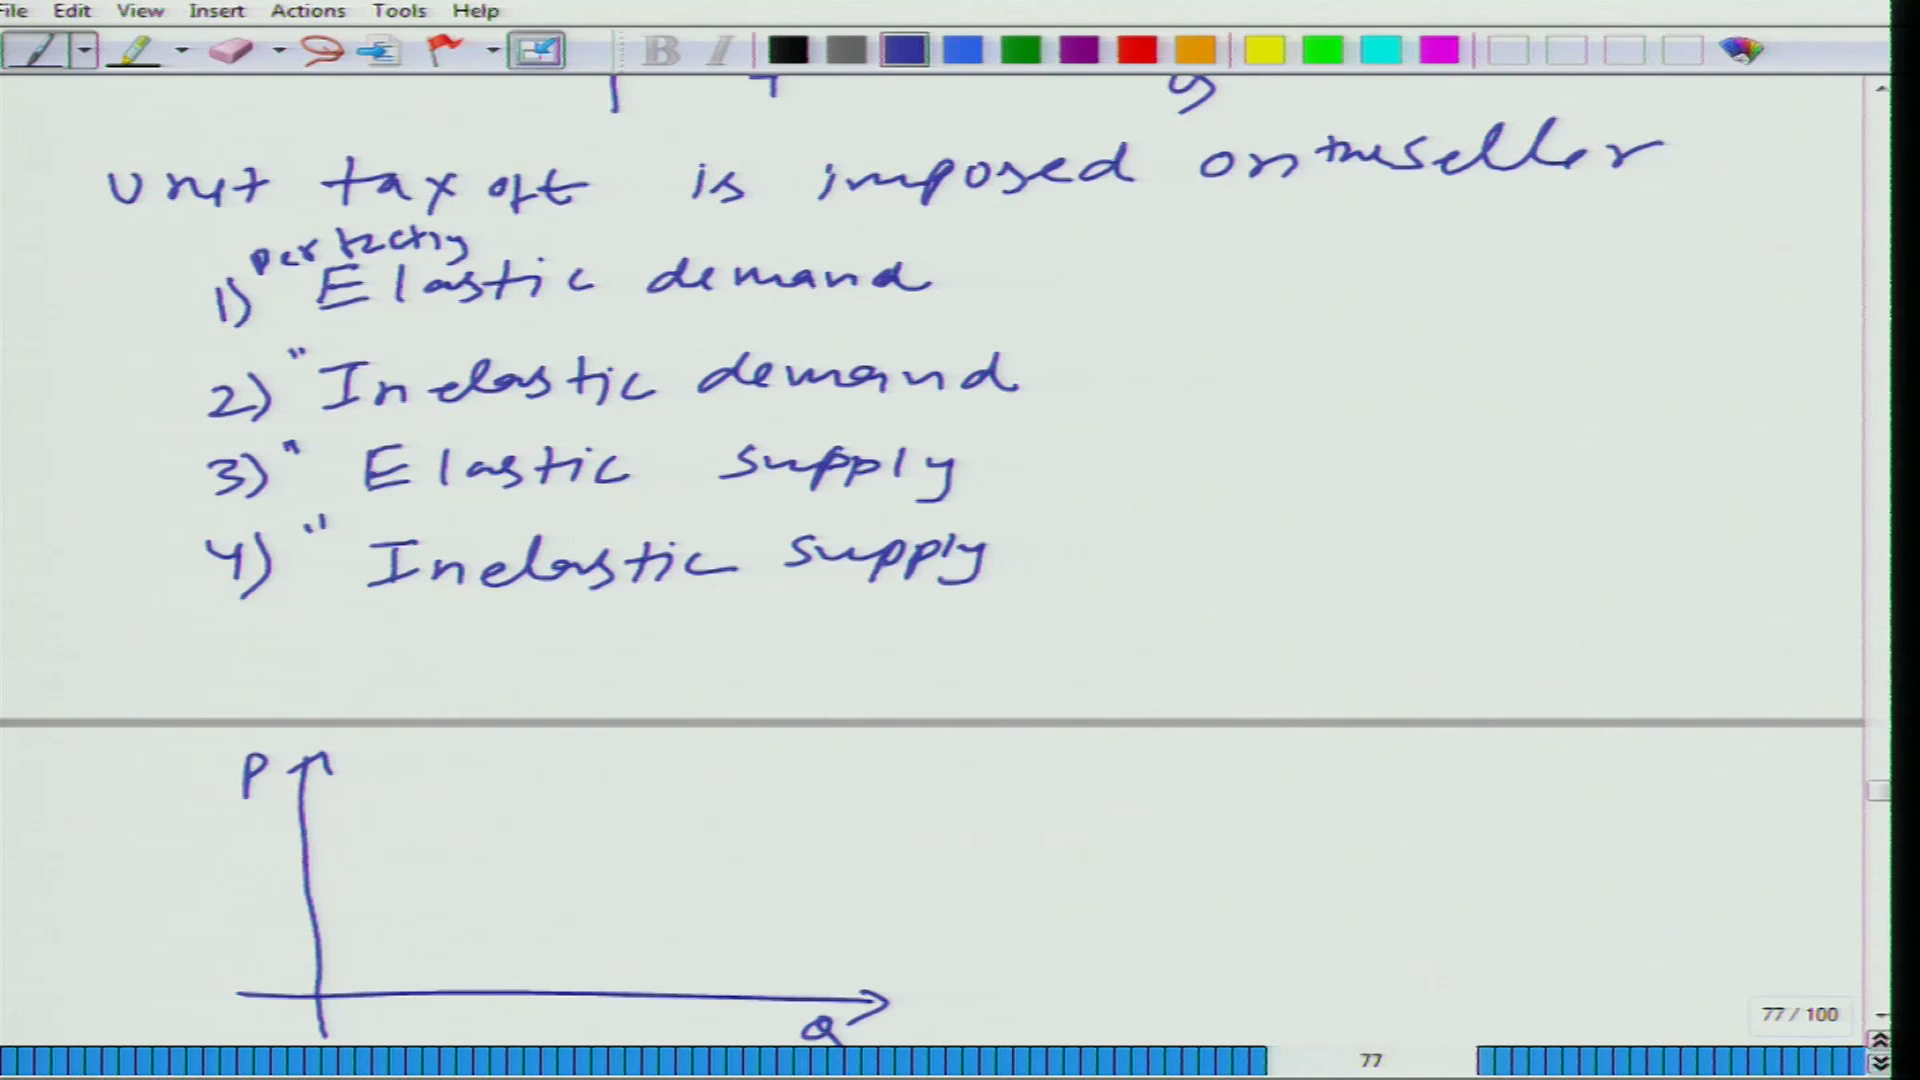 File Edit View Insert Actions Tools Help
B I
unit tax of t is imposed on the seller
perfectly
1) Elastic demand
2) " Inelastic demand
3) " Elastic supply
4) " Inelastic supply
P
Q
77 / 100
77